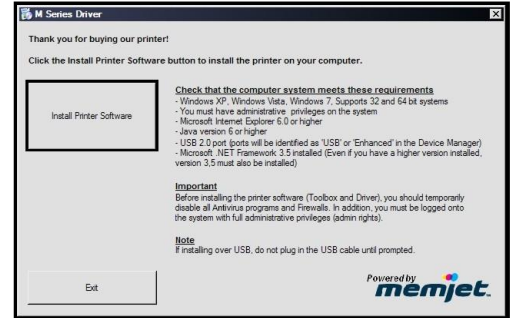 M Series Driver
Thank you for buying our printer!
Click the Install Printer Software button to install the printer on your computer.
Install Printer Software
Check that the computer system meets these requirements
- Windows XP, Windows Vista, Windows 7, Supports 32 and 64 bit systems
- You must have administrative privileges on the system
- Microsoft Internet Explorer 6.0 or higher
- Java version 6 or higher
- USB 2.0 port (ports will be identified as 'USB' or 'Enhanced' in the Device Manager)
- Microsoft .NET Framework 3.5 installed (Even if you have a higher version installed,
version 3,5 must also be installed)
Important
Before installing the printer software (Toolbox and Driver), you should temporarily
disable all Antivirus programs and Firewalls. In addition, you must be logged onto
the system with full administrative privileges (admin rights).
Note
If installing over USB, do not plug in the USB cable until prompted.
Exit
Powered by
memjet